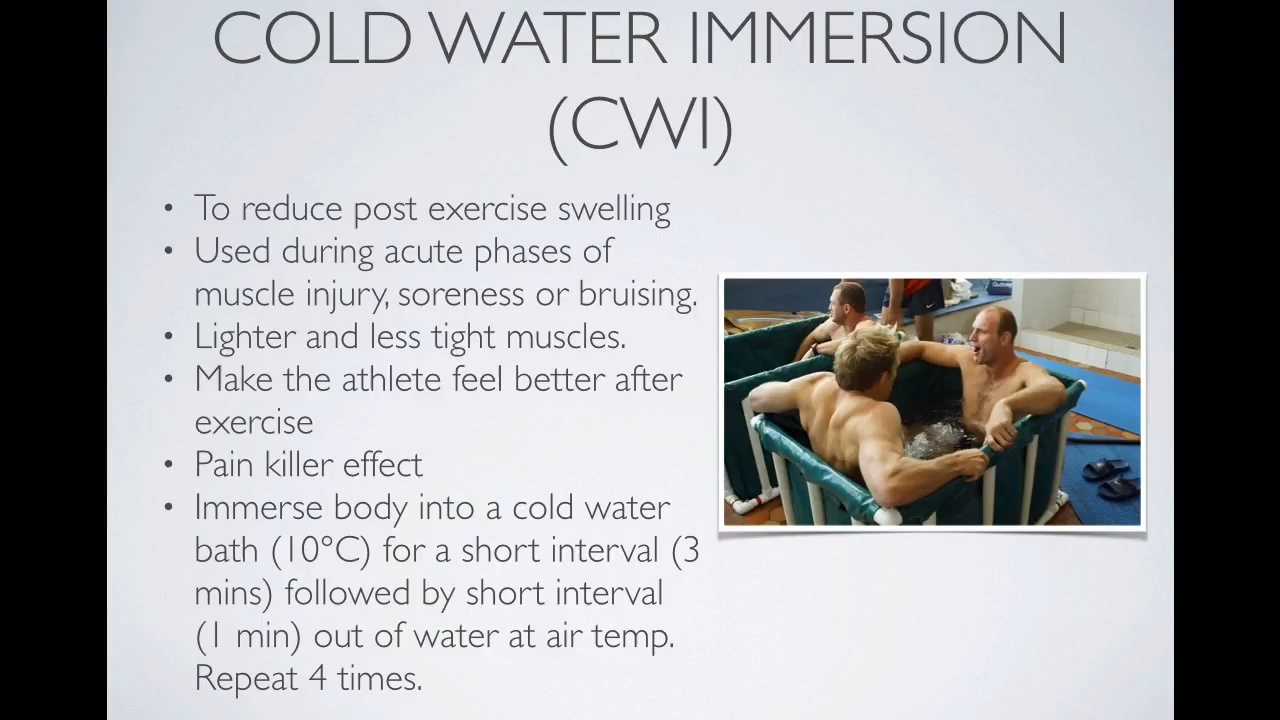 COLD WATER IMMERSION
(CWI)
• To reduce post exercise swelling
• Used during acute phases of
muscle injury, soreness or bruising.
• Lighter and less tight muscles.
• Make the athlete feel better after
exercise
• Pain killer effect
• Immerse body into a cold water
bath (10°C) for a short interval (3
mins) followed by short interval
(1 min) out of water at air temp.
Repeat 4 times.